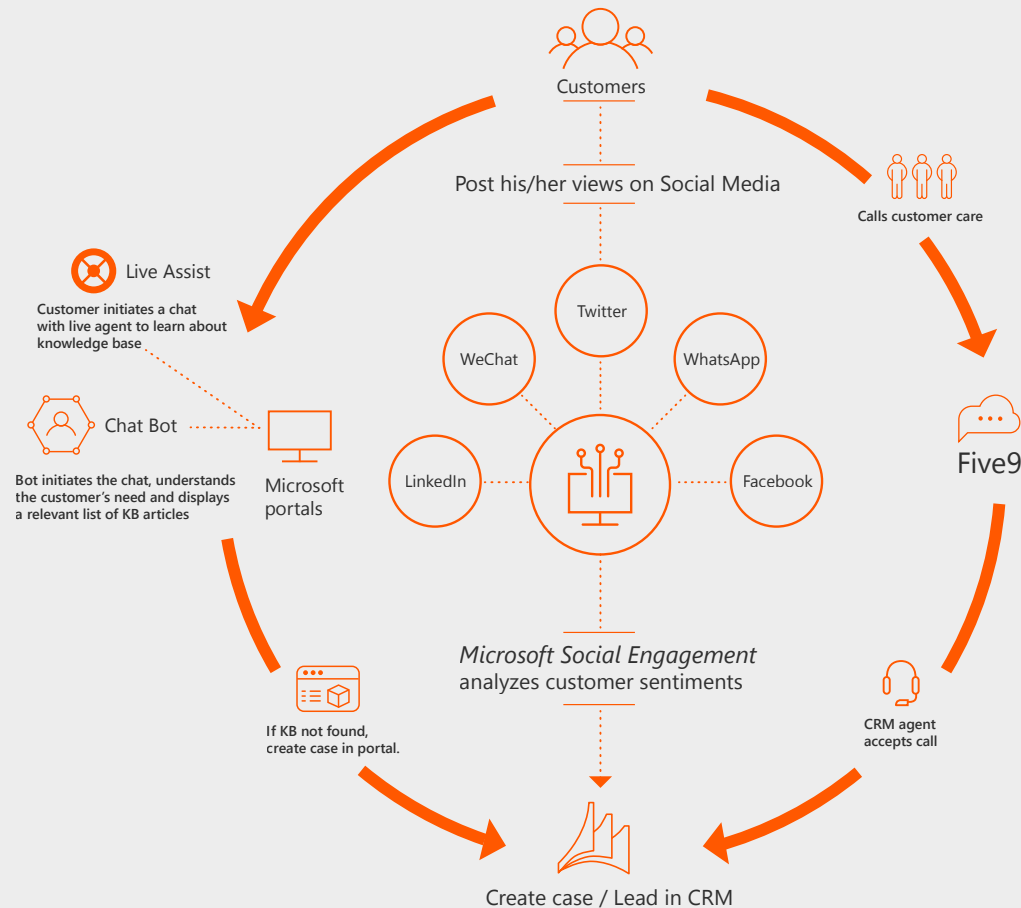 Customers
Post his/her views on Social Media
Calls customer care
Live Assist
Customer initiates a chat
with live agent to learn about
knowledge base
Twitter
WeChat
WhatsApp
Chat Bot
Bot initiates the chat, understands
the customer's need and displays
a relevant list of KB articles
Microsoft
portals
LinkedIn
Facebook
Five9
Microsoft Social Engagement
analyzes customer sentiments
If KB not found,
create case in portal.
CRM agent
accepts call
Create case / Lead in CRM